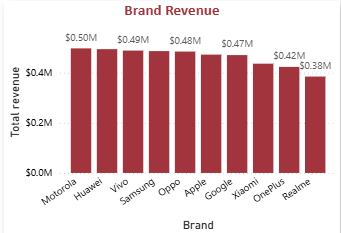 Brand Revenue
$0.50M
$0.49M
$0.48M
$0.47M
$0.42M
$0.38M
Total revenue
$0.4M
$0.2M
$0.0M
Motorola
Huawei
Vivo
Samsung
Oppo
Apple
Google
Xiaomi
OnePlus
Realme
Brand